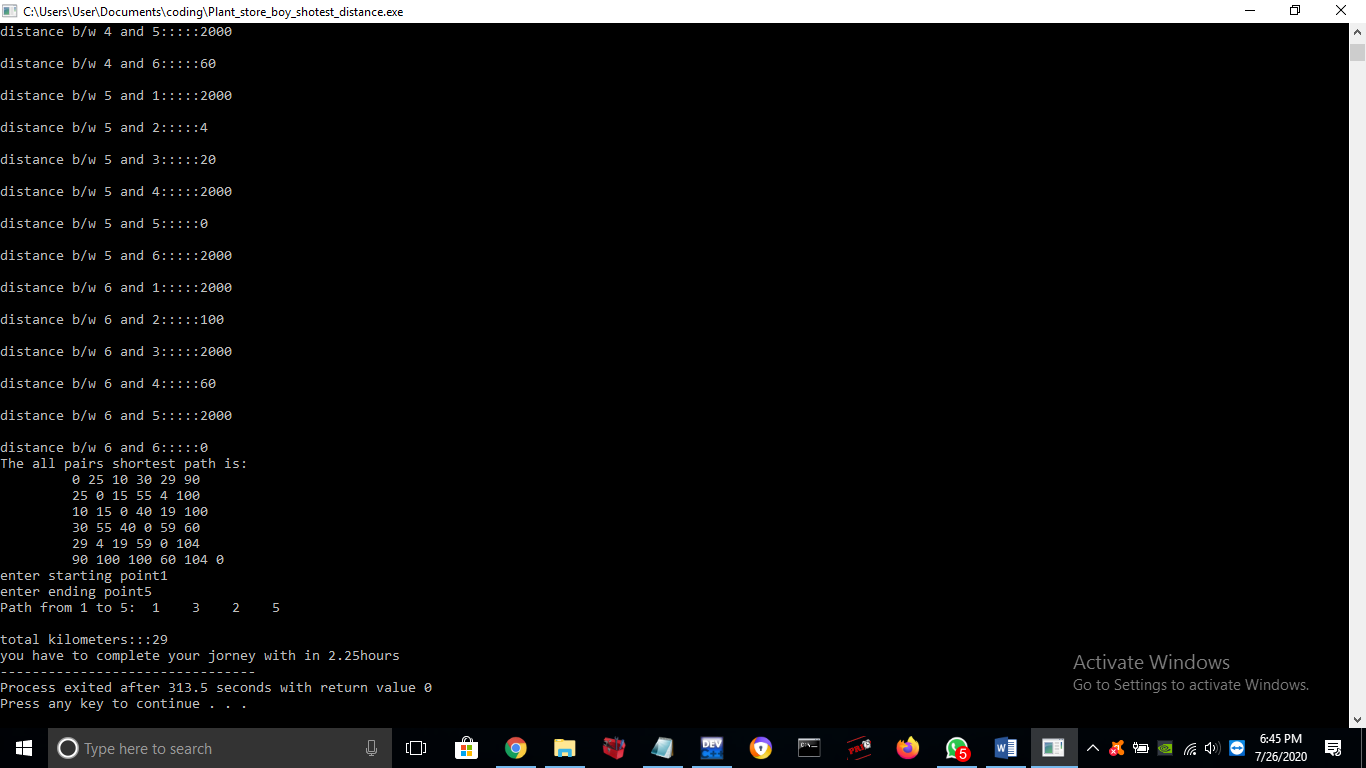 C:\Users\User\Documents\coding\Plant_store_boy_shotest_distance.exe
distance b/w 4 and 5:::::2000
distance b/w 4 and 6:::::60
distance b/w 5 and 1:::::2000
distance b/w 5 and 2:::::4
distance b/w 5 and 3:::::20
distance b/w 5 and 4:::::2000
distance b/w 5 and 5:::::0
distance b/w 5 and 6:::::2000
distance b/w 6 and 1:::::2000
distance b/w 6 and 2:::::100
distance b/w 6 and 3:::::2000
distance b/w 6 and 4:::::60
distance b/w 6 and 5:::::2000
distance b/w 6 and 6:::::0
The all pairs shortest path is:
0 25 10 30 29 90
25 0 15 55 4 100
10 15 0 40 19 100
30 55 40 0 59 60
29 4 19 59 0 104
90 100 100 60 104 0
enter starting point1
enter ending point5
Path from 1 to 5:  1    3    2    5
total kilometers:::29
you have to complete your jorney with in 2.25hours
--------------------------------
Process exited after 313.5 seconds with return value 0
Press any key to continue . . .
Activate Windows
Go to Settings to activate Windows.
Type here to search
DEV
5
6:45 PM
7/26/2020